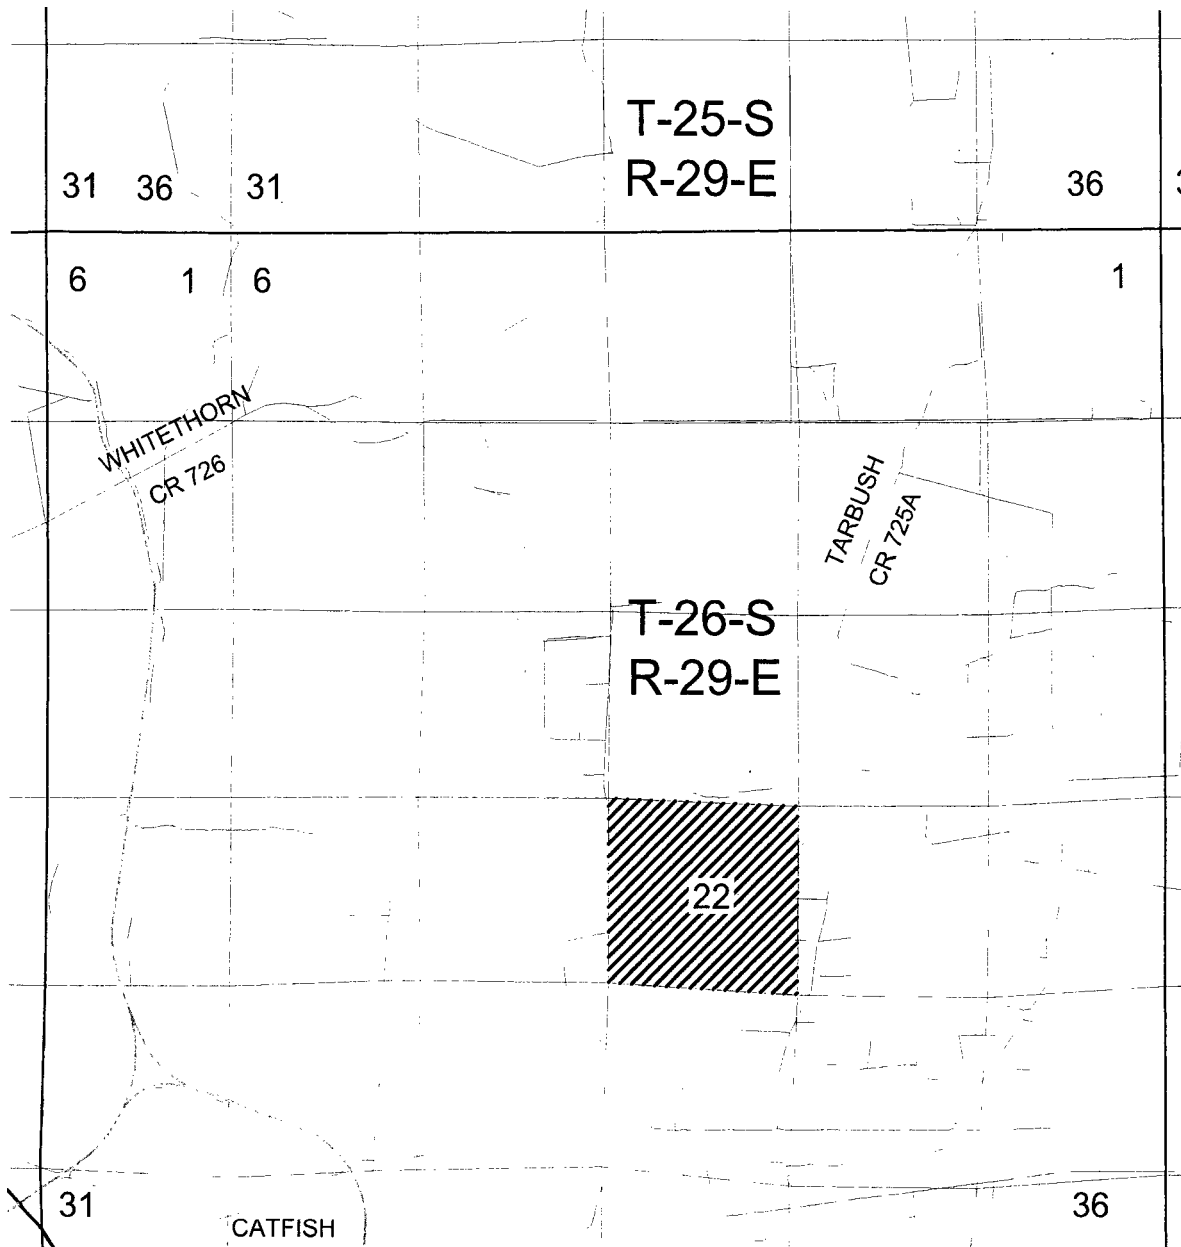 T-25-S
R-29-E
31 36 31 36
6 1 6 1
WHITETHORN
CR 726
TARBUSH
CR 725A
T-26-S
R-29-E
22
31 36
CATFISH